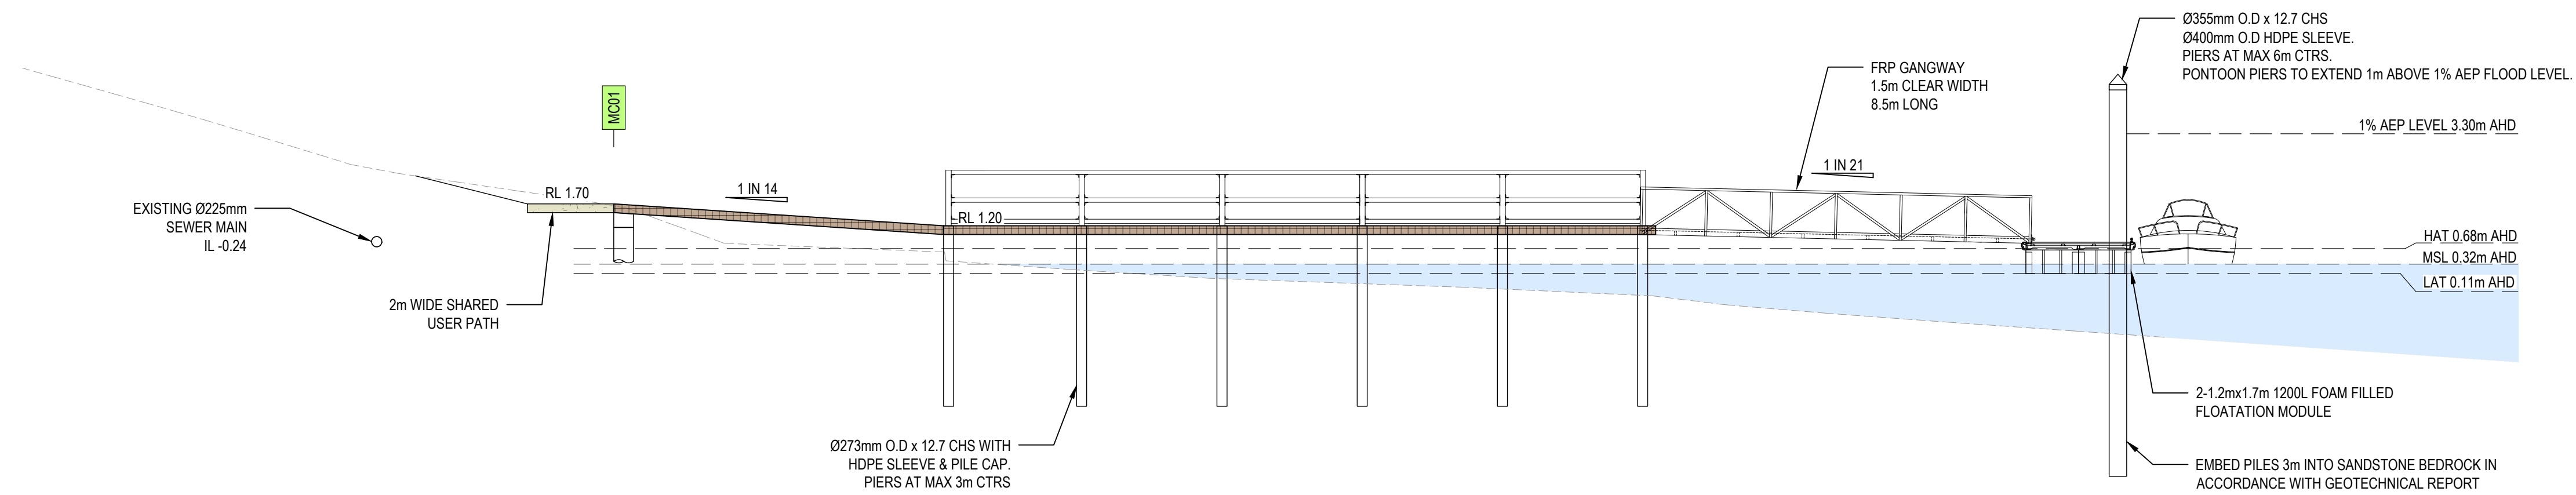 Ø355mm O.D x 12.7 CHS
Ø400mm O.D HDPE SLEEVE.
PIERS AT MAX 6m CTRS.
PONTOON PIERS TO EXTEND 1m ABOVE 1% AEP FLOOD LEVEL.
FRP GANGWAY
1.5m CLEAR WIDTH
8.5m LONG
MC01
1% AEP LEVEL 3.30m AHD
1 IN 21
RL 1.70
1 IN 14
EXISTING Ø225mm
SEWER MAIN
IL -0.24
RL 1.20
HAT 0.68m AHD
MSL 0.32m AHD
LAT 0.11m AHD
2m WIDE SHARED
USER PATH
2-1.2mx1.7m 1200L FOAM FILLED
FLOATATION MODULE
Ø273mm O.D x 12.7 CHS WITH
HDPE SLEEVE & PILE CAP.
PIERS AT MAX 3m CTRS
EMBED PILES 3m INTO SANDSTONE BEDROCK IN
ACCORDANCE WITH GEOTECHNICAL REPORT